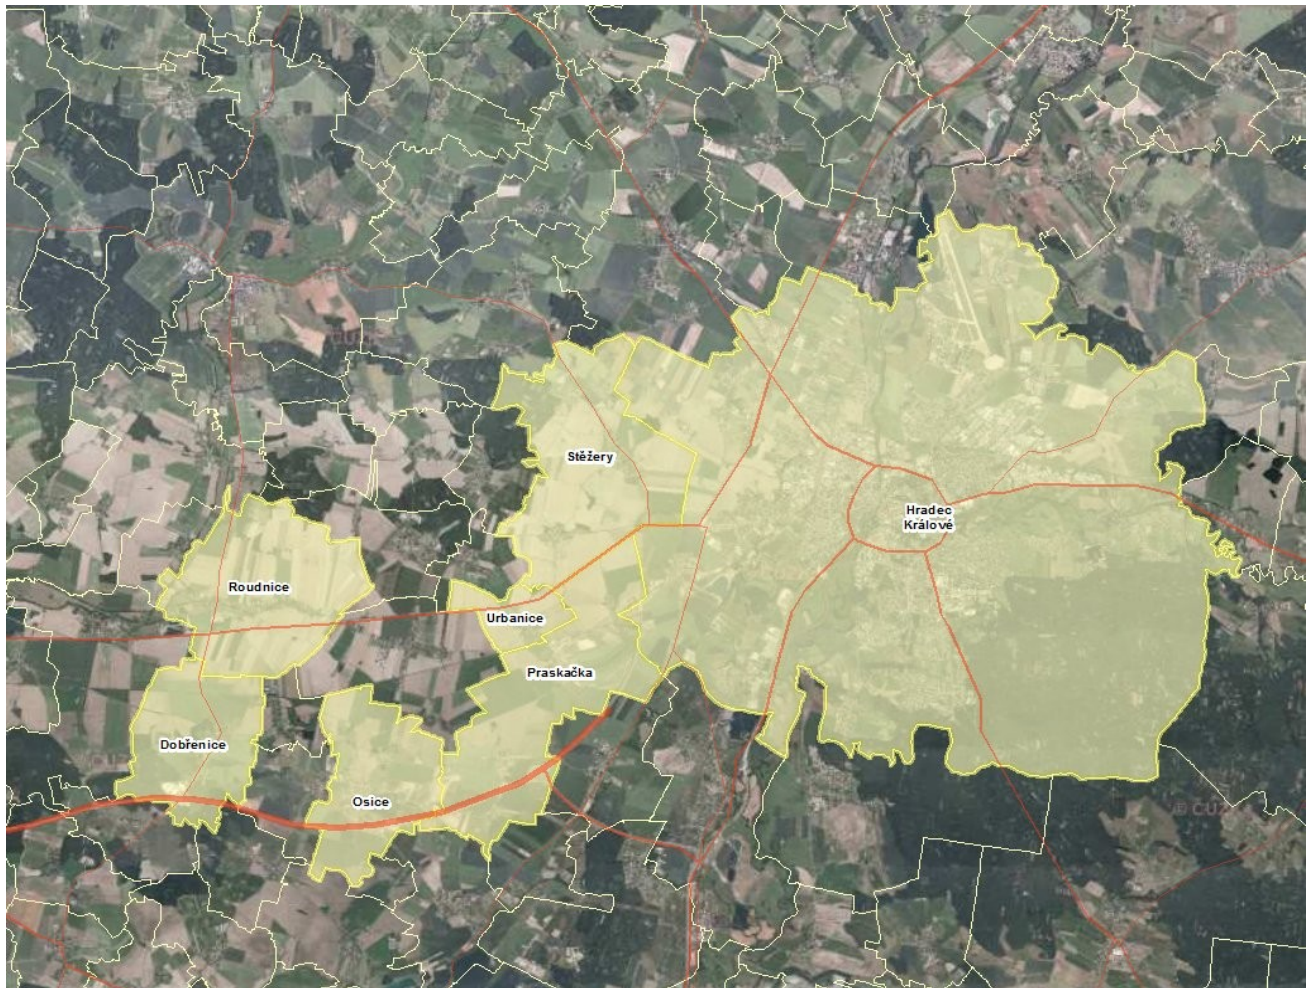 Stěžery
Hradec
Králové
Roudnice
Urbanice
Praskačka
Dobřenice
Osice